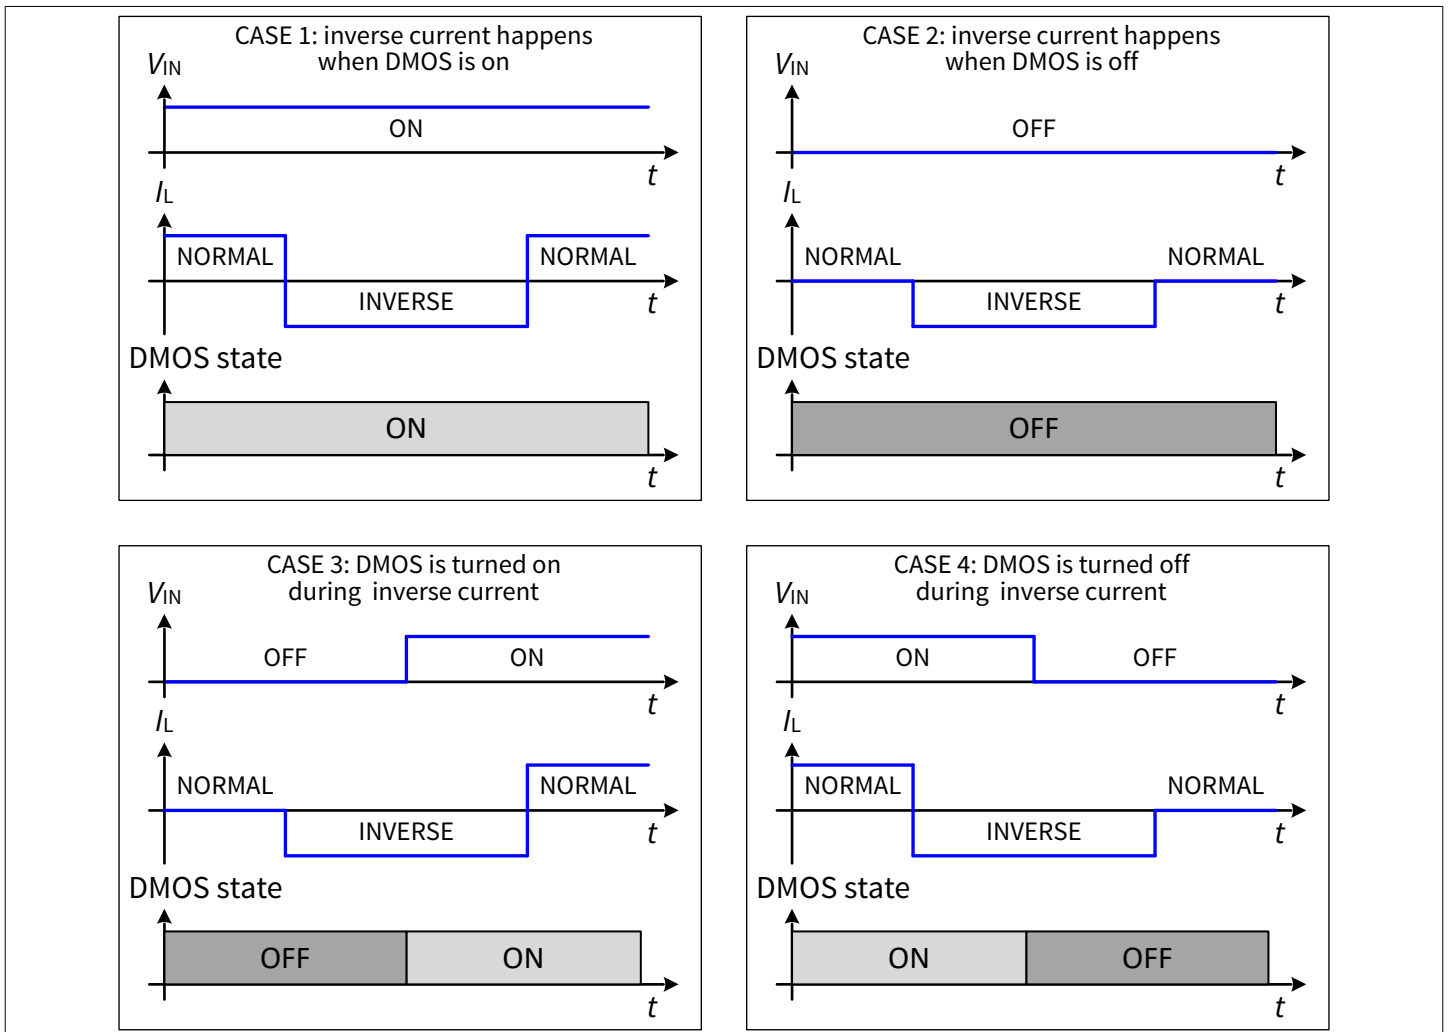 CASE 1: inverse current happens
when DMOS is on
VIN
ON
t
IL
NORMAL
NORMAL
INVERSE
t
DMOS state
ON
t
CASE 2: inverse current happens
when DMOS is off
VIN
OFF
t
IL
NORMAL
NORMAL
INVERSE
t
DMOS state
OFF
t
CASE 3: DMOS is turned on
during inverse current
VIN
OFF
ON
t
IL
NORMAL
NORMAL
INVERSE
t
DMOS state
OFF
ON
t
CASE 4: DMOS is turned off
during inverse current
VIN
ON
OFF
t
IL
NORMAL
NORMAL
INVERSE
t
DMOS state
ON
OFF
t